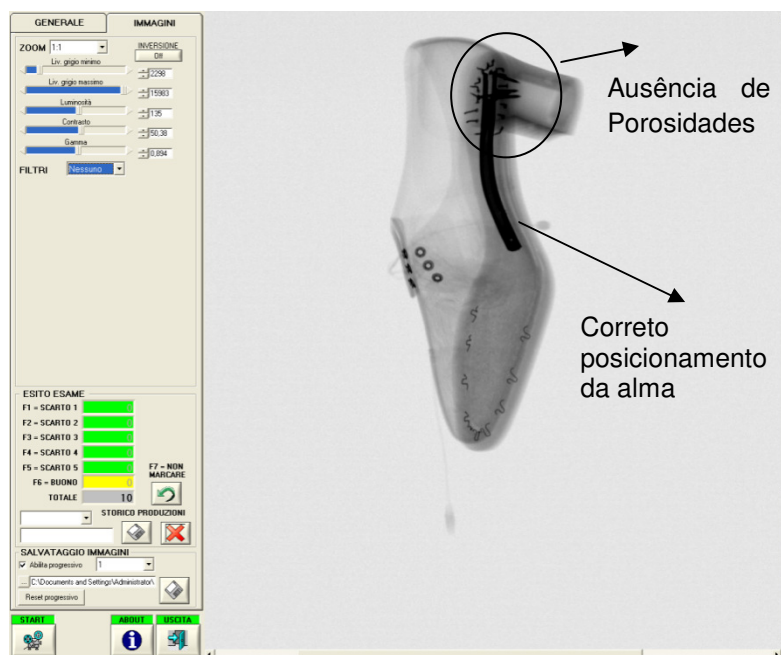 GENERALE IMMAGINI
ZOOM 1:1 INVERSIONE
Off
Liv. grigio minimo
2298
Liv. grigio massimo
15983
Luminosità
135
Contrasto
50,38
Gamma
0,894
FILTRI Nessuno
ESITO ESAME
F1 = SCARTO 1
F2 = SCARTO 2
F3 = SCARTO 3
F4 = SCARTO 4
F5 = SCARTO 5
F7 = NON
MARCARE
F6 = BUONO 0
TOTALE 10
STORICO PRODUZIONI
SALVATAGGIO IMMAGINI
Abilita progressivo 1
... C:\Documents and Settings\Administrator\
Reset progressivo
START ABOUT USCITA
Ausência de
Porosidades
Correto
posicionamento
da alma